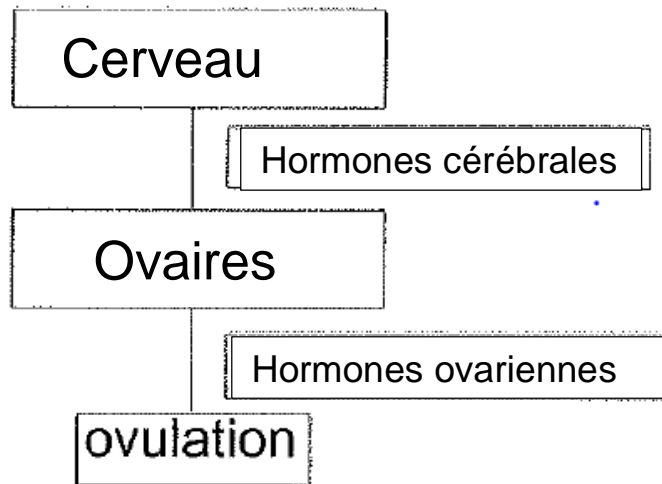 Cerveau
Hormones cérébrales
Ovaires
Hormones ovariennes
ovulation